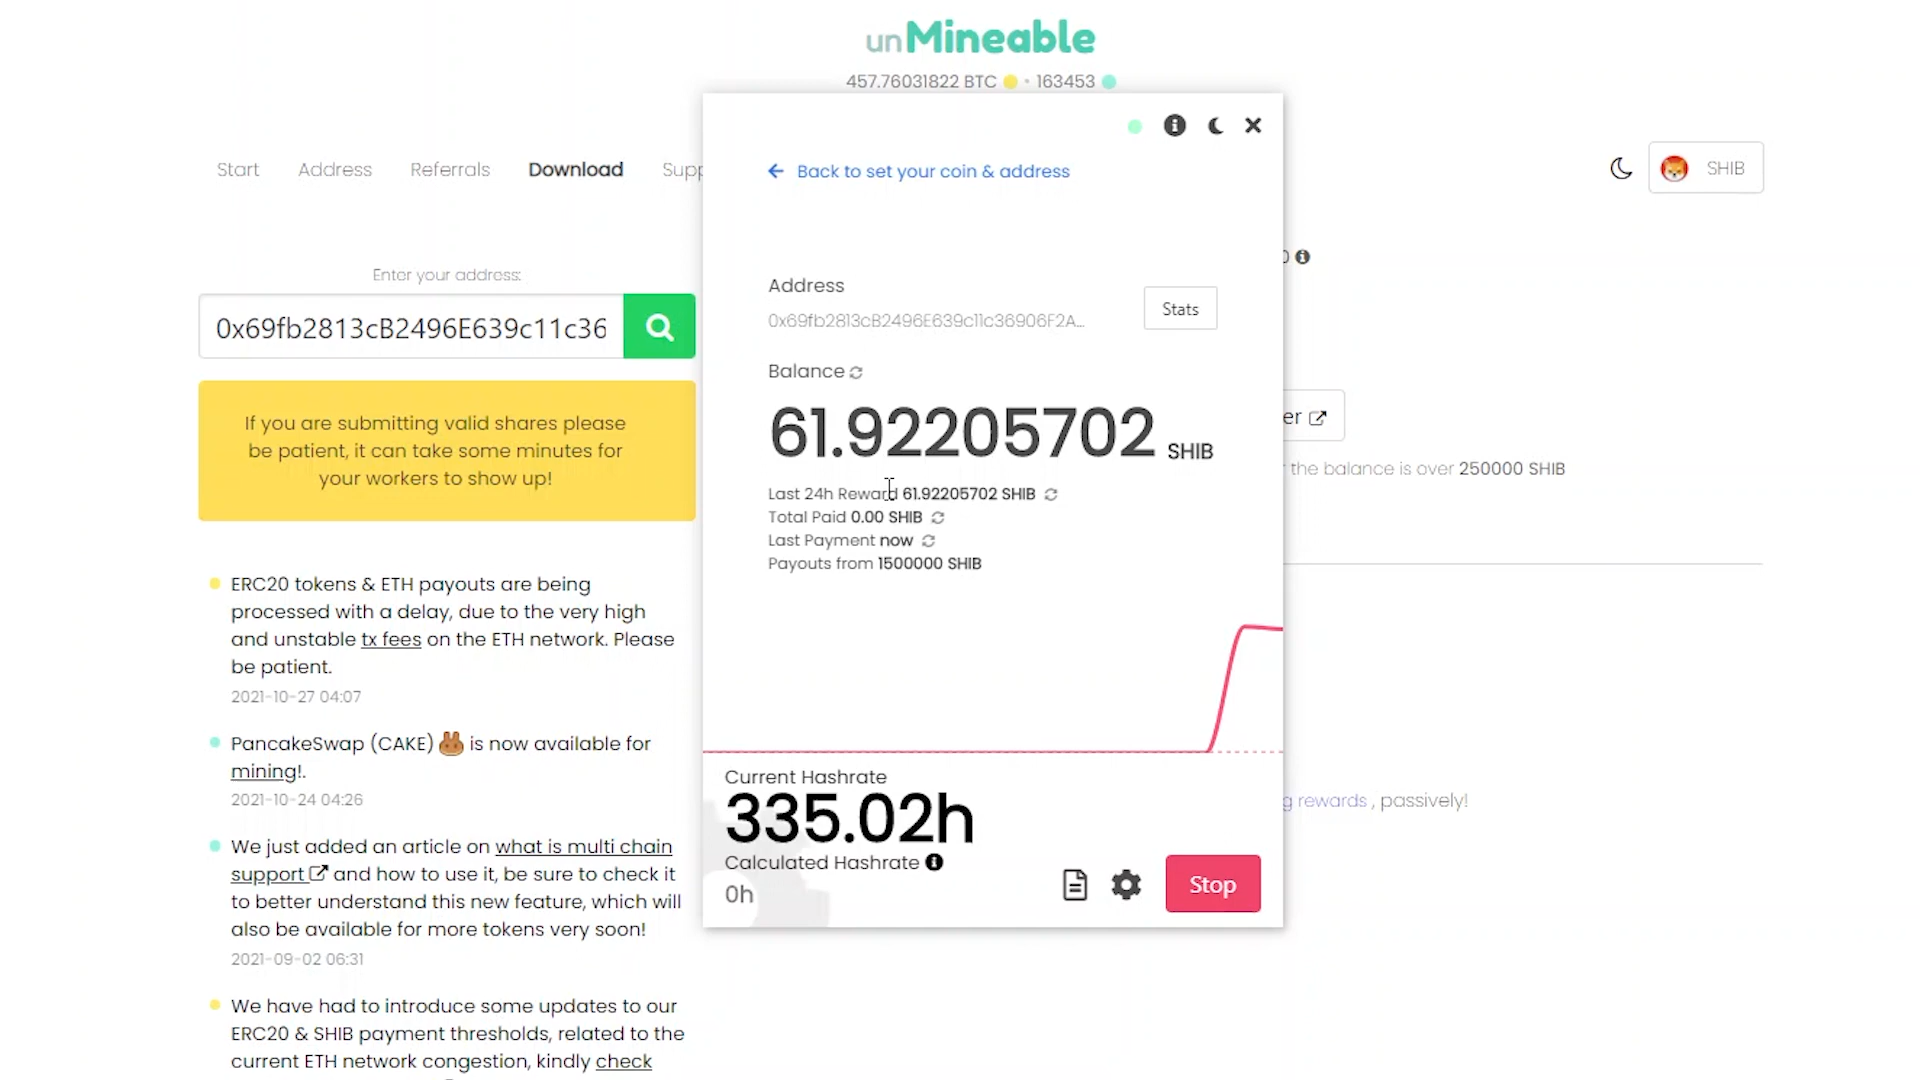 unMineable
457.76031822 BTC • 163453
Start Address Referrals Download Supp
SHIB
Back to set your coin & address
Enter your address:
0x69fb2813cB2496E639c11c36
If you are submitting valid shares please
be patient, it can take some minutes for
your workers to show up!
ERC20 tokens & ETH payouts are being
processed with a delay, due to the very high
and unstable tx fees on the ETH network. Please
be patient.
2021-10-27 04:07
PancakeSwap (CAKE) is now available for
mining!.
2021-10-24 04:26
We just added an article on what is multi chain
support and how to use it, be sure to check it
to better understand this new feature, which will
also be available for more tokens very soon!
2021-09-02 06:31
We have had to introduce some updates to our
ERC20 & SHIB payment thresholds, related to the
current ETH network congestion, kindly check
Address
0x69fb2813cB2496E639c11c36906F2A...
Stats
Balance
61.92205702 SHIB
Last 24h Reward 61.92205702 SHIB
Total Paid 0.00 SHIB
Last Payment now
Payouts from 1500000 SHIB
Current Hashrate
335.02h
Calculated Hashrate
0h
Stop
er
the balance is over 250000 SHIB
g rewards , passively!